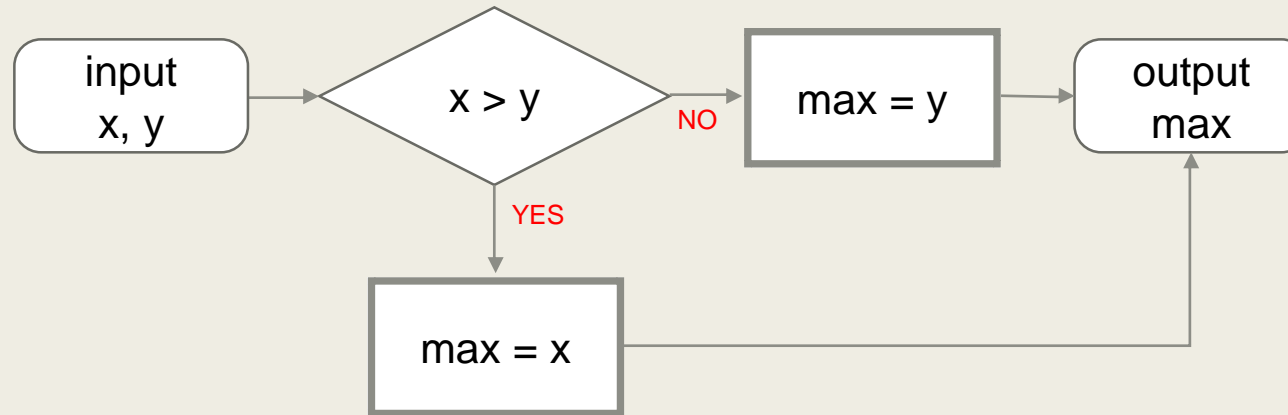 input
x, y
x > y
NO
max = y
output
max
YES
max = x